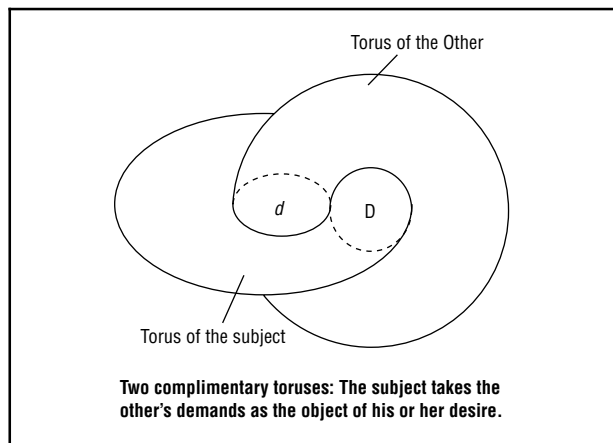 Torus of the Other
d
D
Torus of the subject
Two complimentary toruses: The subject takes the
other's demands as the object of his or her desire.